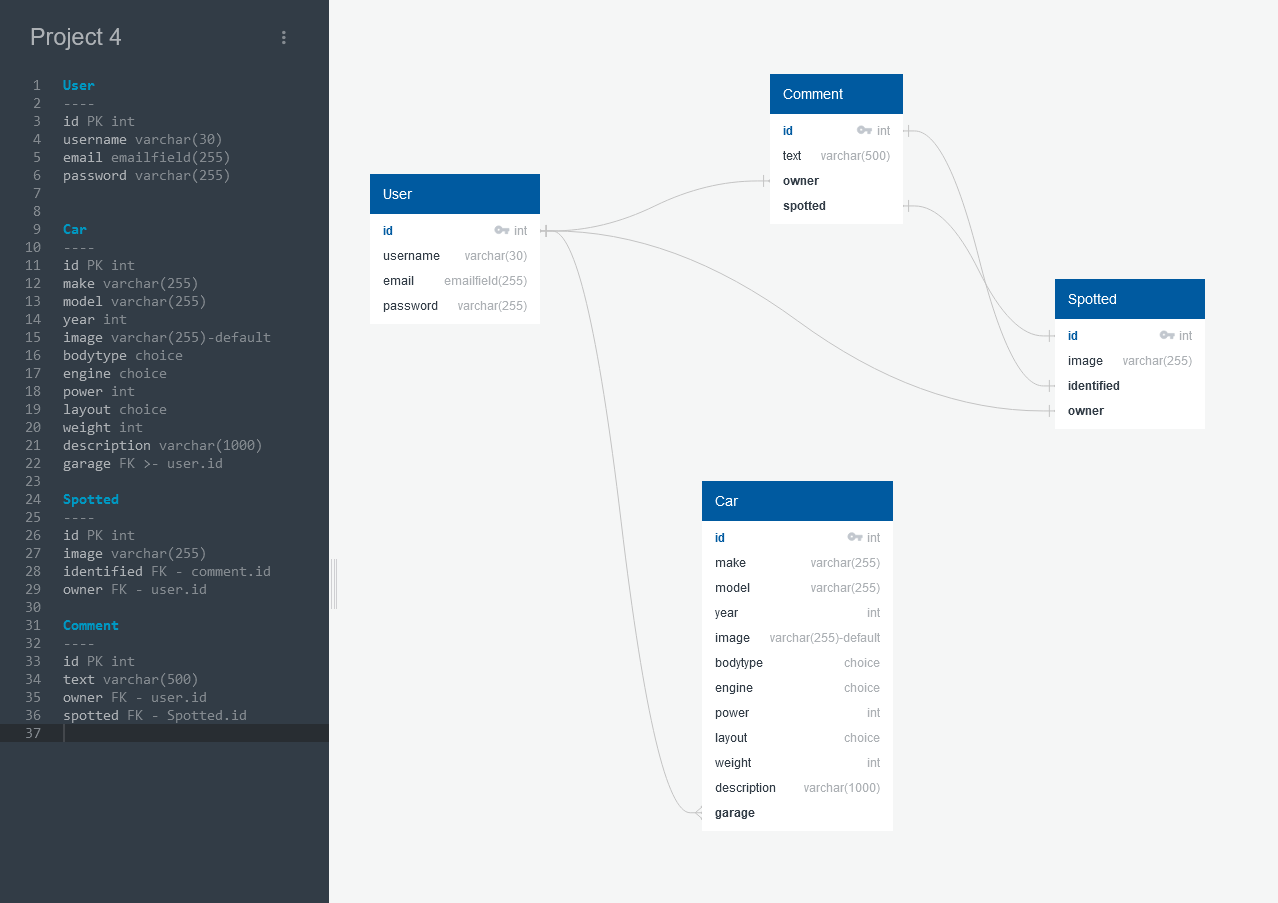 Project 4
1 User
2 ----
3 id PK int
4 username varchar(30)
5 email emailfield(255)
6 password varchar(255)
7
8
9 Car
10 ----
11 id PK int
12 make varchar(255)
13 model varchar(255)
14 year int
15 image varchar(255)-default
16 bodytype choice
17 engine choice
18 power int
19 layout choice
20 weight int
21 description varchar(1000)
22 garage FK >- user.id
23
24 Spotted
25 ----
26 id PK int
27 image varchar(255)
28 identified FK - comment.id
29 owner FK - user.id
30
31 Comment
32 ----
33 id PK int
34 text varchar(500)
35 owner FK - user.id
36 spotted FK - Spotted.id
37
User
id int
username varchar(30)
email emailfield(255)
password varchar(255)
Comment
id int
text varchar(500)
owner
spotted
Spotted
id int
image varchar(255)
identified
owner
Car
id int
make varchar(255)
model varchar(255)
year int
image varchar(255)-default
bodytype choice
engine choice
power int
layout choice
weight int
description varchar(1000)
garage